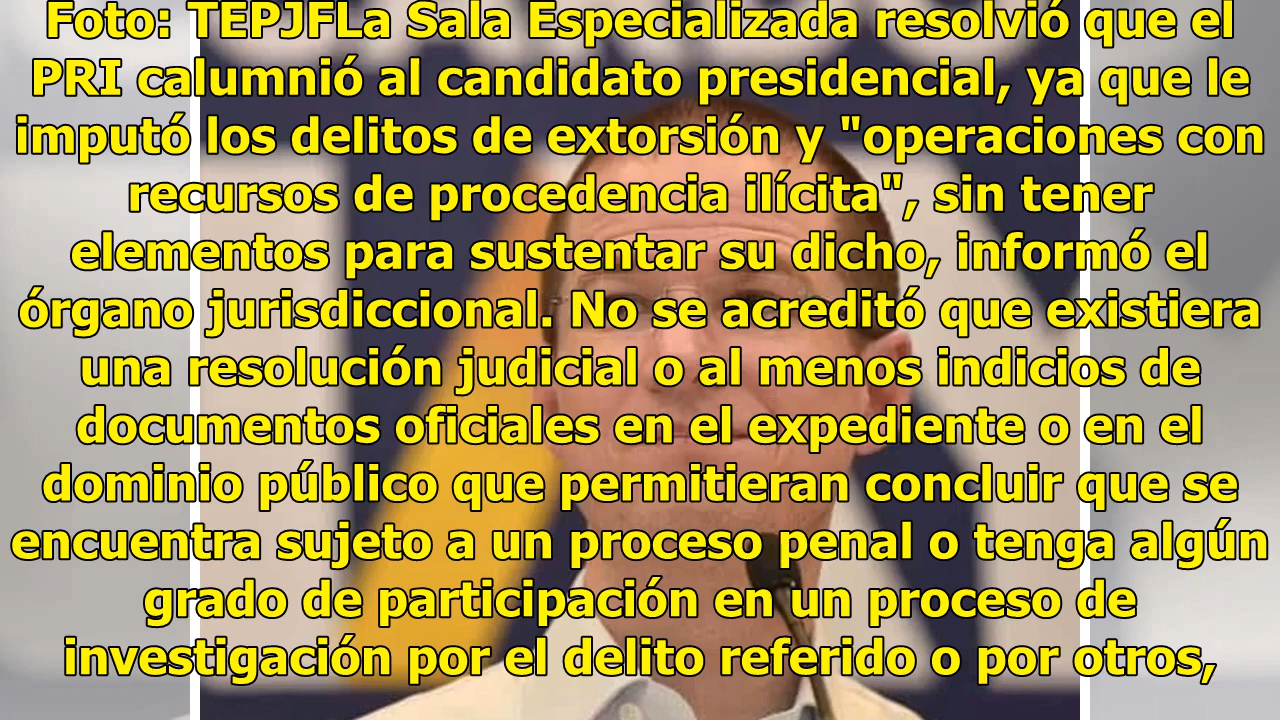 Foto: TEPJFLa Sala Especializada resolvió que el
PRI calumnió al candidato presidencial, ya que le
imputó los delitos de extorsión y "operaciones con
recursos de procedencia ilícita", sin tener
elementos para sustentar su dicho, informó el
órgano jurisdiccional. No se acreditó que existiera
una resolución judicial o al menos indicios de
documentos oficiales en el expediente o en el
dominio público que permitieran concluir que se
encuentra sujeto a un proceso penal o tenga algún
grado de participación en un proceso de
investigación por el delito referido o por otros,